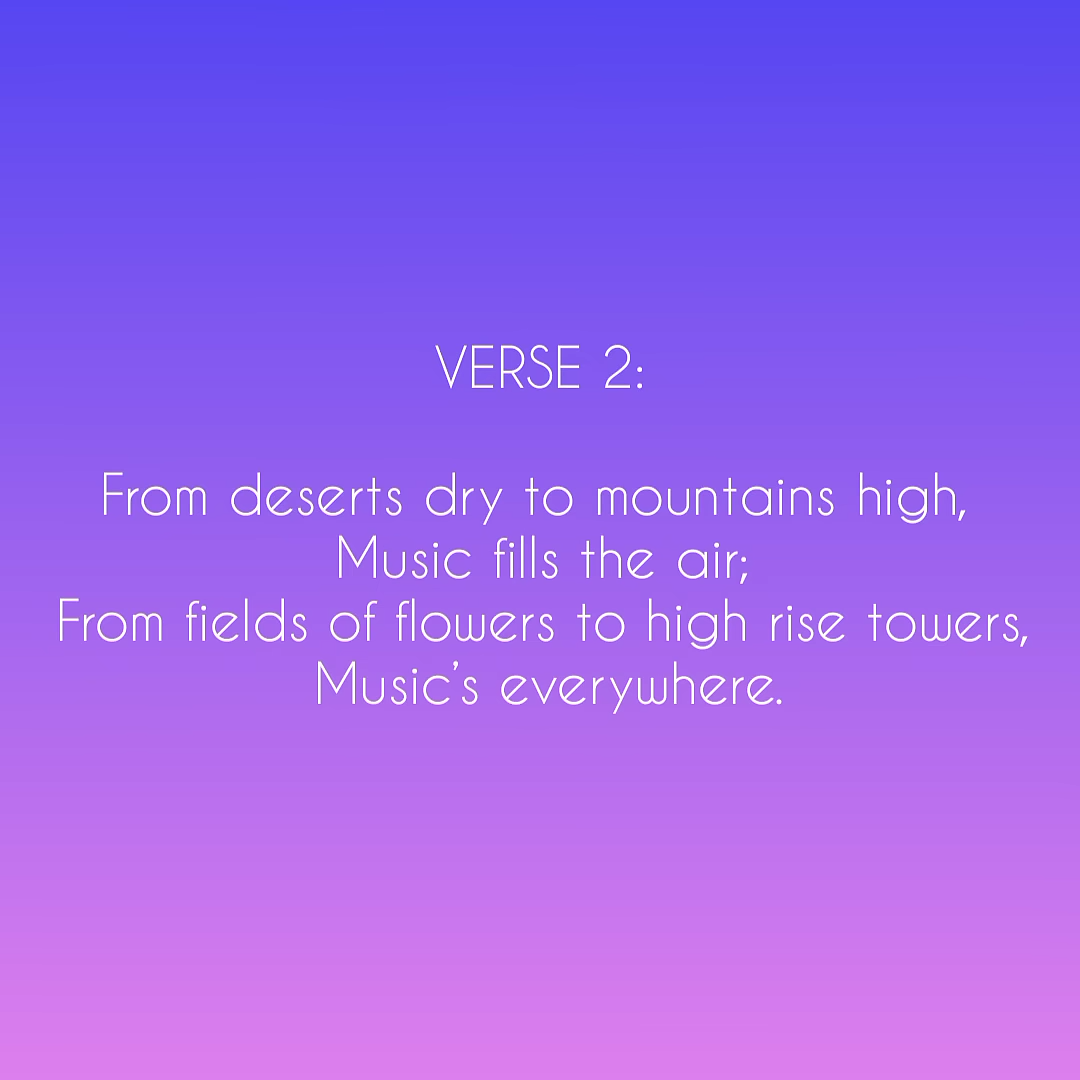 VERSE 2:
From deserts dry to mountains high,
Music fills the air;
From fields of flowers to high rise towers,
Music’s everywhere.